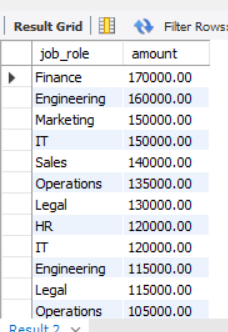 Result Grid Filter Rows:
job_role amount
Finance 170000.00
Engineering 160000.00
Marketing 150000.00
IT 150000.00
Sales 140000.00
Operations 135000.00
Legal 130000.00
HR 120000.00
IT 120000.00
Engineering 115000.00
Legal 115000.00
Operations 105000.00
Result 2